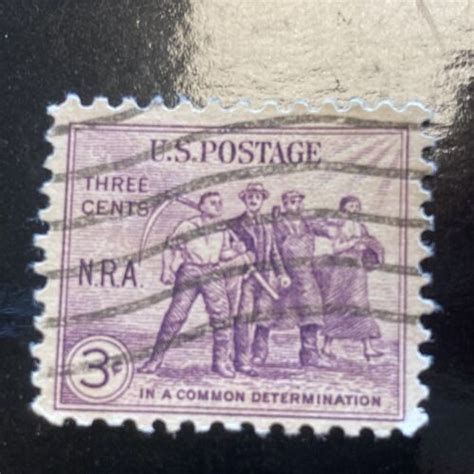 U.S. POSTAGE
THREE
CENTS
N.R.A.
3¢
IN A COMMON DETERMINATION